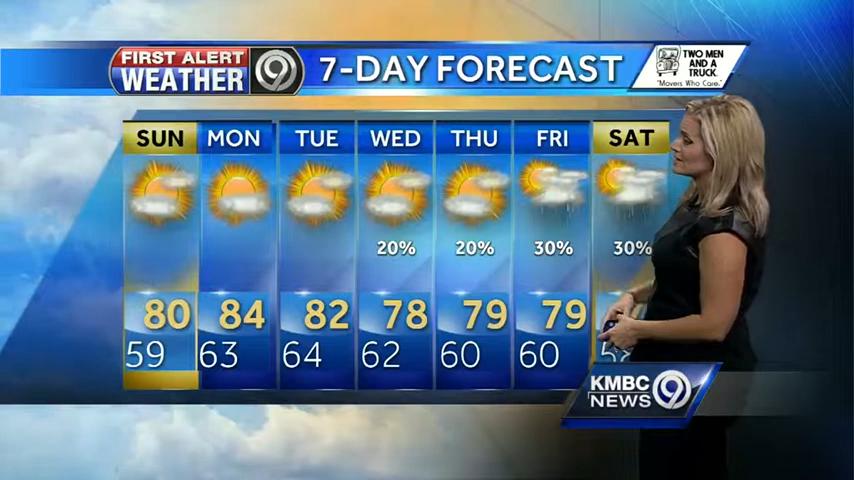 FIRST ALERT
WEATHER 9
7-DAY FORECAST
TWO MEN
AND A
TRUCK
"Movers Who Care."
SUN MON TUE WED THU FRI SAT
20% 20% 30% 30%
80 84 82 78 79 79
59 63 64 62 60 60
KMBC
NEWS 9